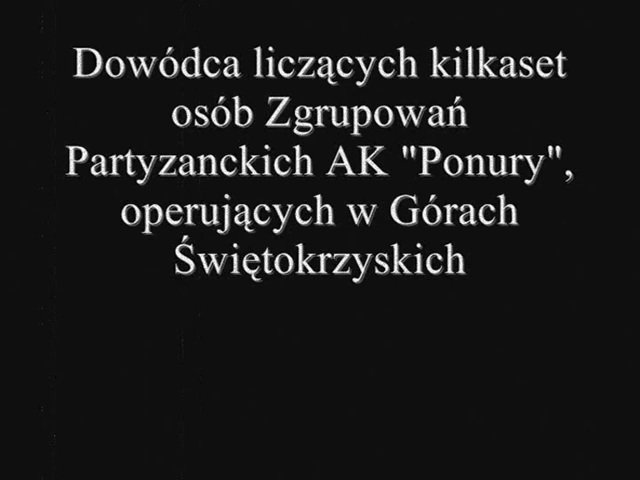 Dowódca liczących kilkaset
osób Zgrupowań
Partyzanckich AK "Ponury",
operujących w Górach
Świętokrzyskich